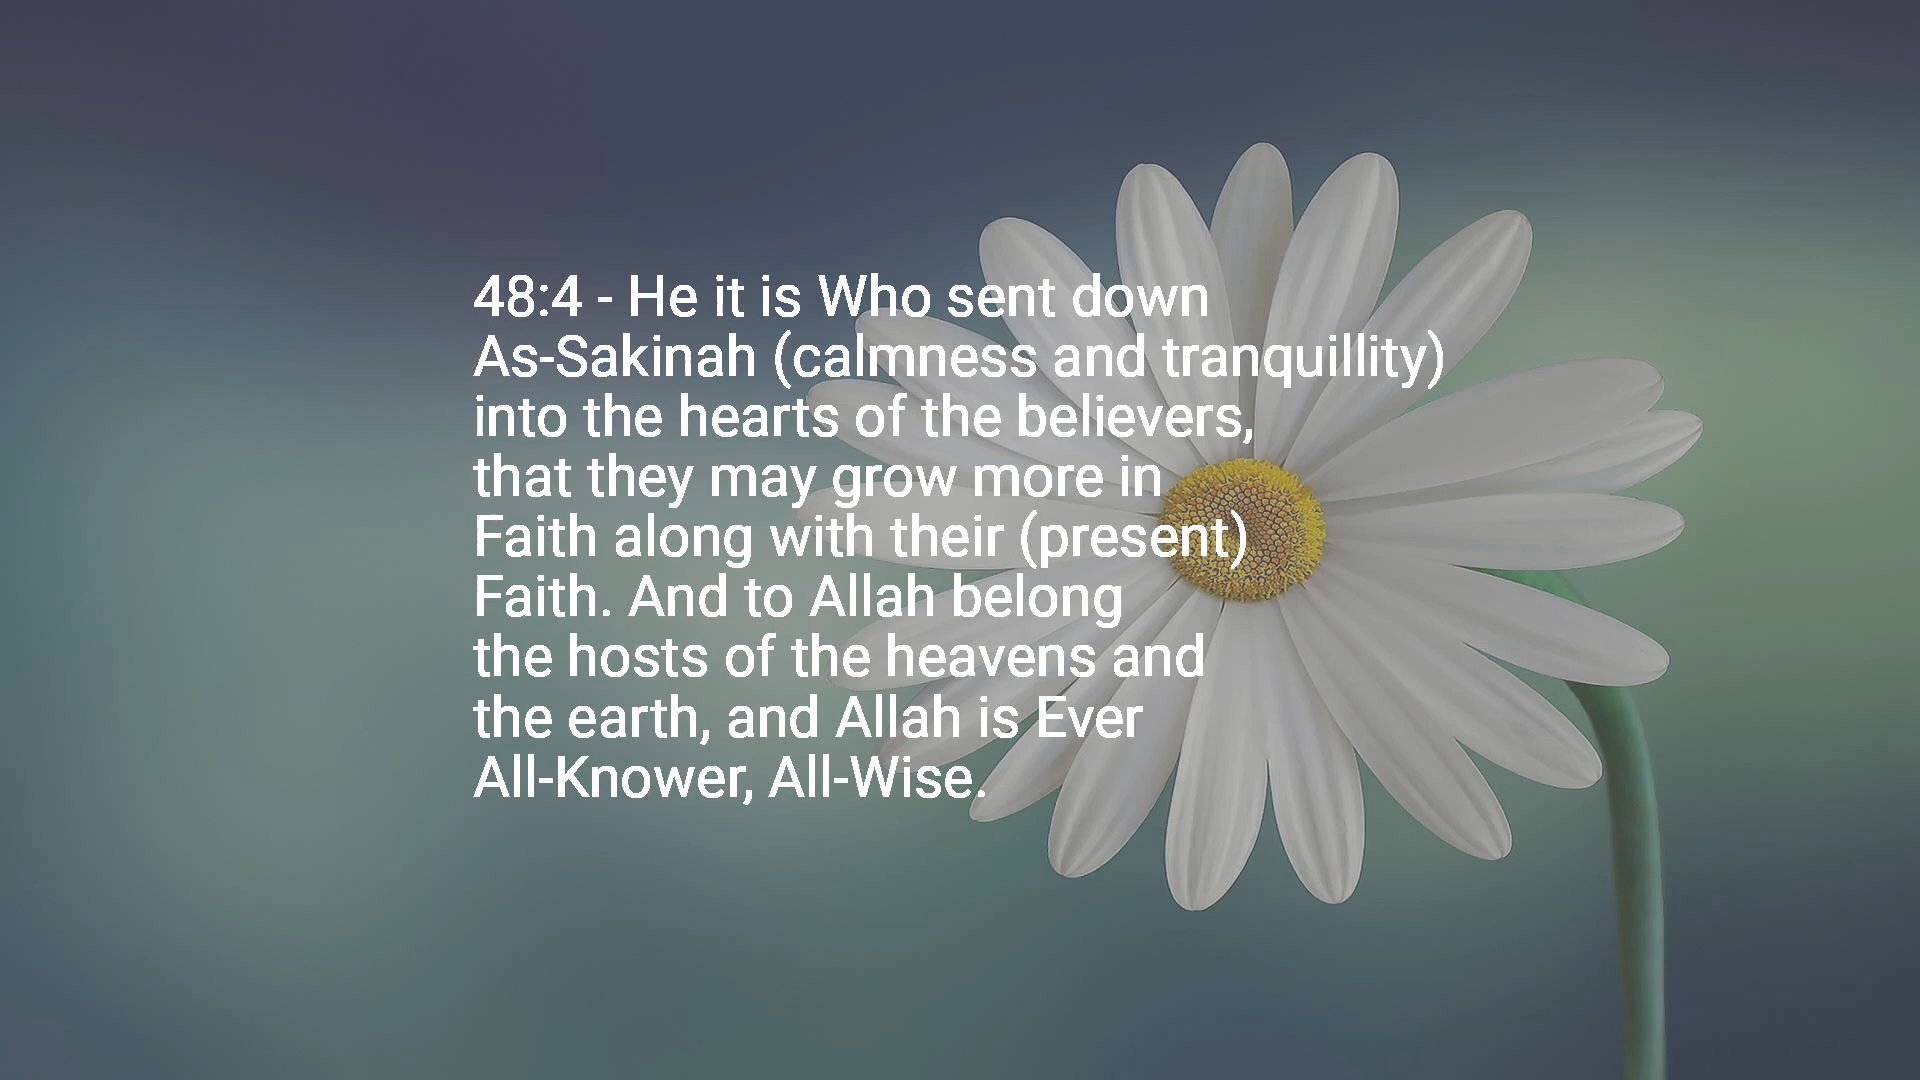 48:4 - He it is Who sent down
As-Sakinah (calmness and tranquillity)
into the hearts of the believers,
that they may grow more in
Faith along with their (present)
Faith. And to Allah belong
the hosts of the heavens and
the earth, and Allah is Ever
All-Knower, All-Wise.